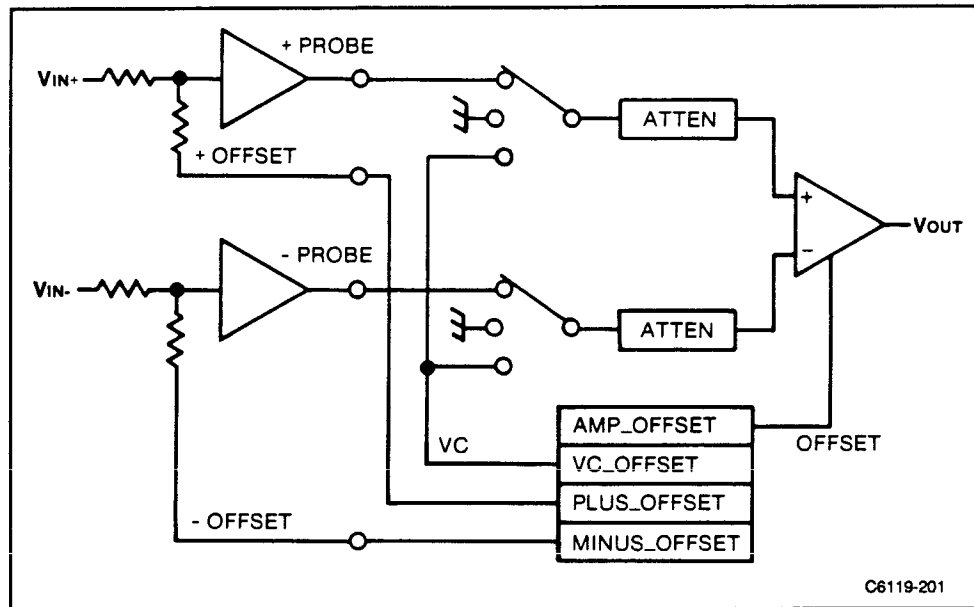 + PROBE
VIN+
ATTEN
+ OFFSET
+
VOUT
- PROBE
−
VIN-
ATTEN
AMP_OFFSET
OFFSET
VC
VC_OFFSET
PLUS_OFFSET
- OFFSET
MINUS_OFFSET
C6119-201